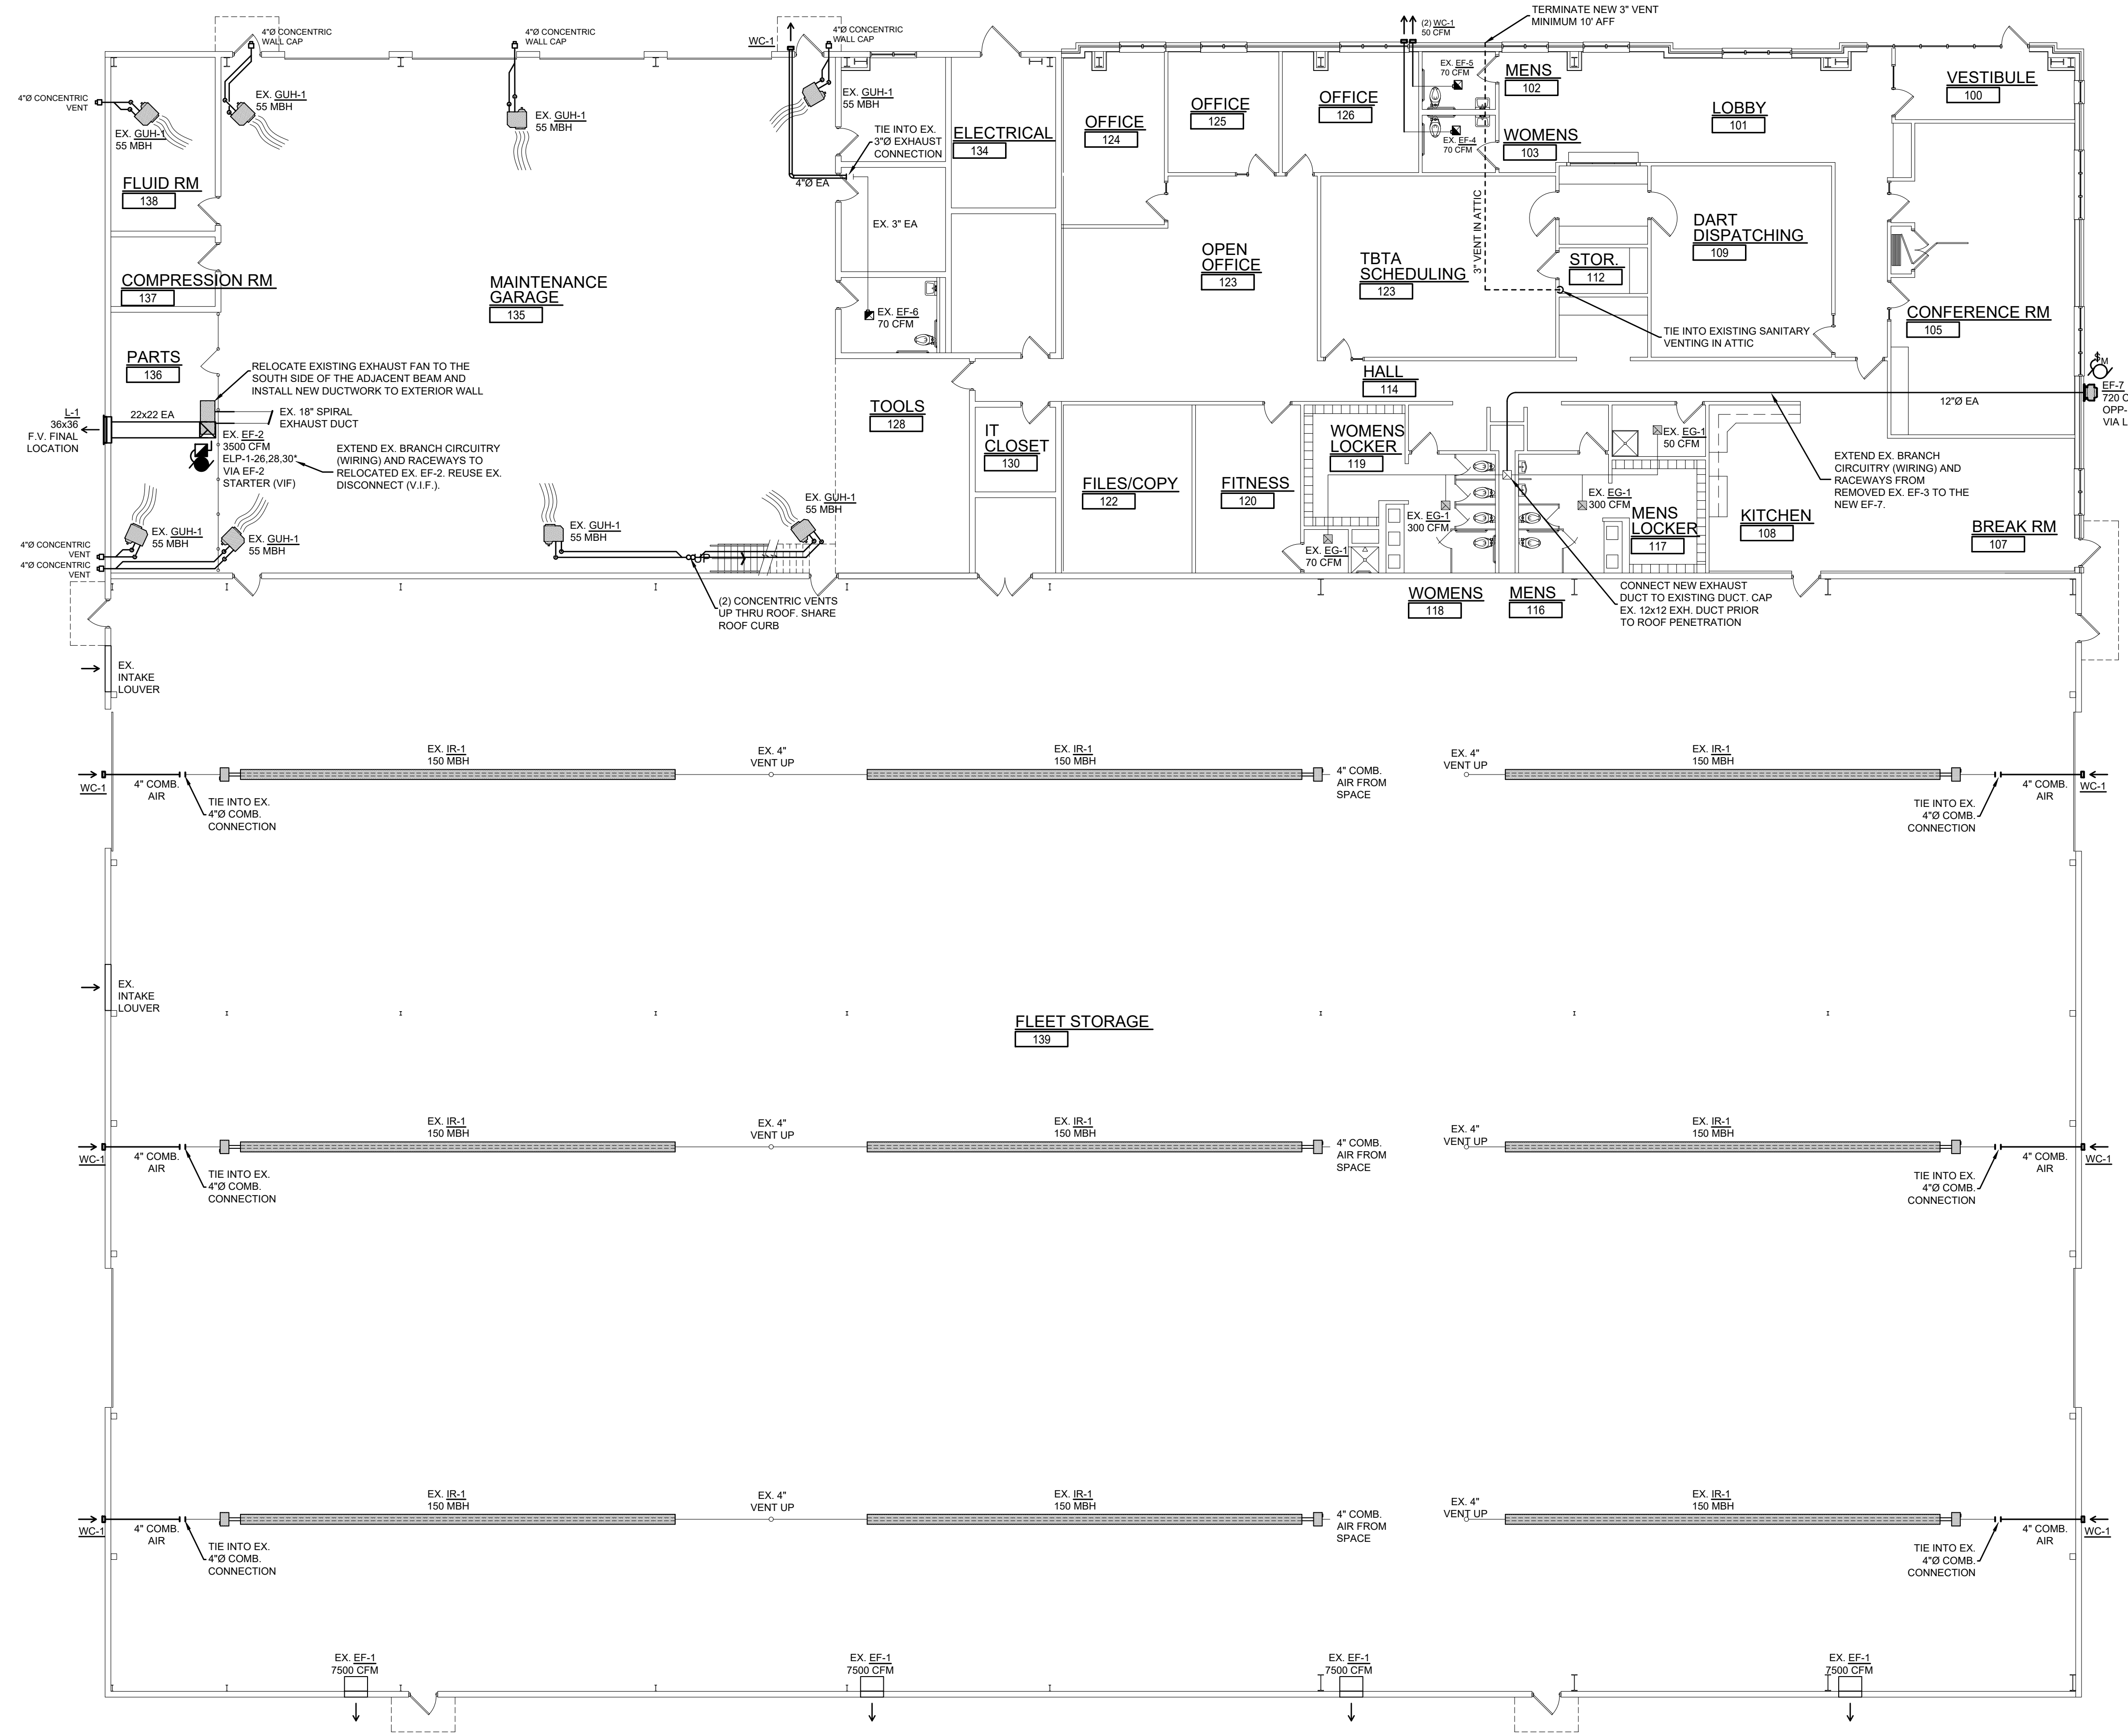 4"Ø CONCENTRIC
WALL CAP
4"Ø CONCENTRIC
WALL CAP
WC-1
4"Ø CONCENTRIC
WALL CAP
(2) WC-1
50 CFM
TERMINATE NEW 3" VENT
MINIMUM 10' AFF
4"Ø CONCENTRIC
VENT
EX. GUH-1
55 MBH
EX. GUH-1
55 MBH
EX. GUH-1
55 MBH
EX. GUH-1
55 MBH
TIE INTO EX.
3"Ø EXHAUST
CONNECTION
4"Ø EA
EX. 3" EA
ELECTRICAL
134
OFFICE
124
OFFICE
125
OFFICE
126
EX. EF-5
70 CFM
EX. EF-4
70 CFM
MENS
102
WOMENS
103
LOBBY
101
VESTIBULE
100
FLUID RM
138
COMPRESSION RM
137
MAINTENANCE
GARAGE
135
EX. EF-6
70 CFM
OPEN
OFFICE
123
TBTA
SCHEDULING
123
3" VENT IN ATTIC
STOR.
112
DART
DISPATCHING
109
CONFERENCE RM
105
TIE INTO EXISTING SANITARY
VENTING IN ATTIC
PARTS
136
RELOCATE EXISTING EXHAUST FAN TO THE
SOUTH SIDE OF THE ADJACENT BEAM AND
INSTALL NEW DUCTWORK TO EXTERIOR WALL
L-1
36x36
F.V. FINAL
LOCATION
22x22 EA
EX. 18" SPIRAL
EXHAUST DUCT
EX. EF-2
3500 CFM
ELP-1-26,28,30*
VIA EF-2
STARTER (VIF)
EXTEND EX. BRANCH CIRCUITRY
(WIRING) AND RACEWAYS TO
RELOCATED EX. EF-2. REUSE EX.
DISCONNECT (V.I.F.).
TOOLS
128
IT
CLOSET
130
HALL
114
FILES/COPY
122
FITNESS
120
WOMENS
LOCKER
119
EX. EG-1
300 CFM
EX. EG-1
70 CFM
EX. EG-1
50 CFM
EX. EG-1
300 CFM
MENS
LOCKER
117
KITCHEN
108
BREAK RM
107
12"Ø EA
$M
EF-7
720 C
OPP-
VIA L
EXTEND EX. BRANCH
CIRCUITRY (WIRING) AND
RACEWAYS FROM
REMOVED EX. EF-3 TO THE
NEW EF-7.
4"Ø CONCENTRIC
VENT
4"Ø CONCENTRIC
VENT
EX. GUH-1
55 MBH
EX. GUH-1
55 MBH
EX. GUH-1
55 MBH
EX. GUH-1
55 MBH
UP
(2) CONCENTRIC VENTS
UP THRU ROOF. SHARE
ROOF CURB
WOMENS
118
MENS
116
CONNECT NEW EXHAUST
DUCT TO EXISTING DUCT. CAP
EX. 12x12 EXH. DUCT PRIOR
TO ROOF PENETRATION
EX.
INTAKE
LOUVER
EX. IR-1
150 MBH
EX. 4"
VENT UP
EX. IR-1
150 MBH
EX. 4"
VENT UP
EX. IR-1
150 MBH
WC-1
4" COMB.
AIR
TIE INTO EX.
4"Ø COMB.
CONNECTION
4" COMB.
AIR FROM
SPACE
TIE INTO EX.
4"Ø COMB.
CONNECTION
4" COMB.
AIR
WC-1
EX.
INTAKE
LOUVER
FLEET STORAGE
139
EX. IR-1
150 MBH
EX. 4"
VENT UP
EX. IR-1
150 MBH
EX. 4"
VENT UP
EX. IR-1
150 MBH
WC-1
4" COMB.
AIR
TIE INTO EX.
4"Ø COMB.
CONNECTION
4" COMB.
AIR FROM
SPACE
TIE INTO EX.
4"Ø COMB.
CONNECTION
4" COMB.
AIR
WC-1
EX. IR-1
150 MBH
EX. 4"
VENT UP
EX. IR-1
150 MBH
EX. 4"
VENT UP
EX. IR-1
150 MBH
WC-1
4" COMB.
AIR
TIE INTO EX.
4"Ø COMB.
CONNECTION
4" COMB.
AIR FROM
SPACE
TIE INTO EX.
4"Ø COMB.
CONNECTION
4" COMB.
AIR
WC-1
EX. EF-1
7500 CFM
EX. EF-1
7500 CFM
EX. EF-1
7500 CFM
EX. EF-1
7500 CFM